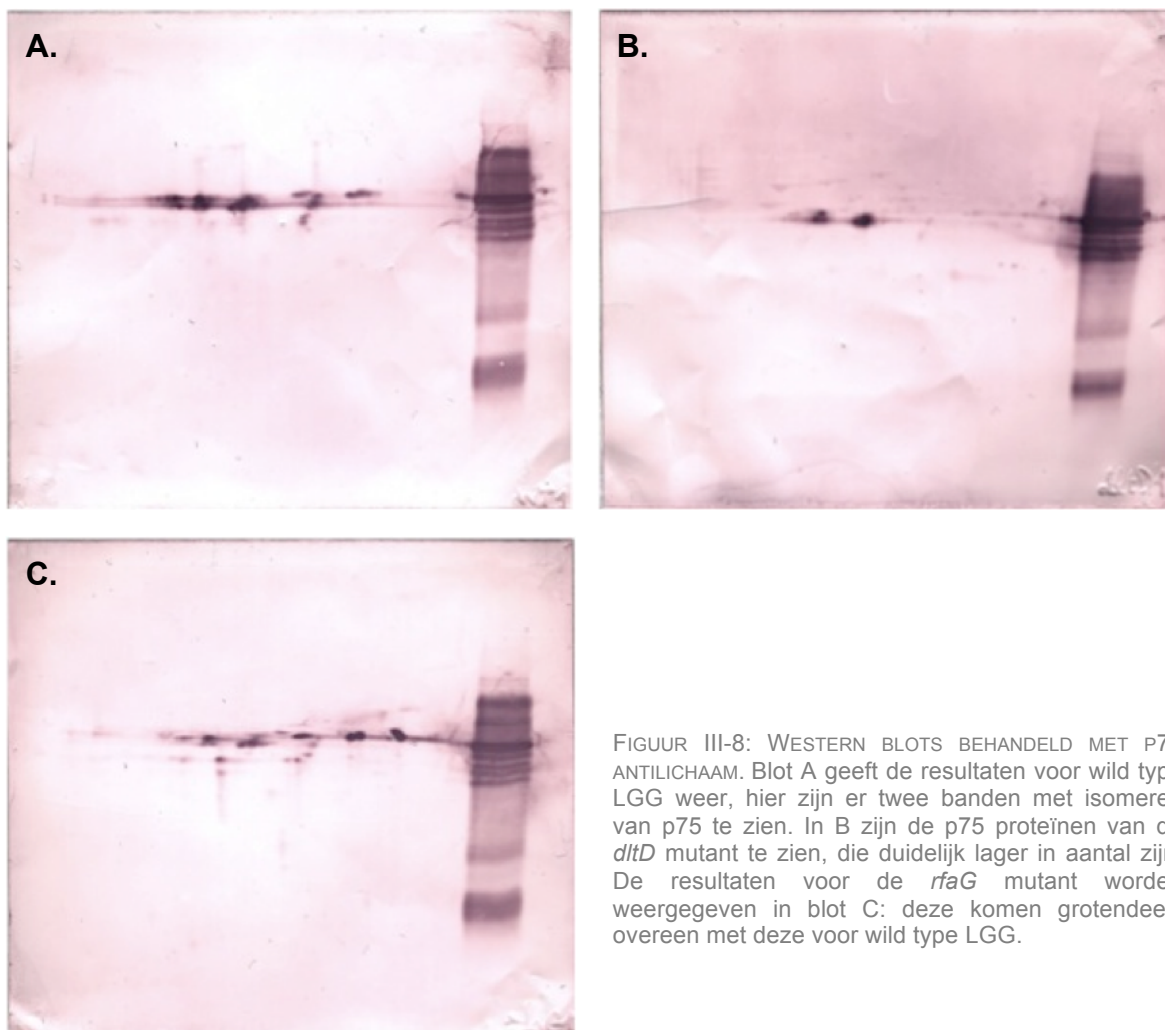 A.
B.
C.
FIGUUR III-8: WESTERN BLOTS BEHANDELD MET P7
ANTILICHAAM. Blot A geeft de resultaten voor wild typ
LGG weer, hier zijn er twee banden met isomere
van p75 te zien. In B zijn de p75 proteïnen van d
dltD mutant te zien, die duidelijk lager in aantal zij
De resultaten voor de rfaG mutant worde
weergegeven in blot C: deze komen grotendee
overeen met deze voor wild type LGG.